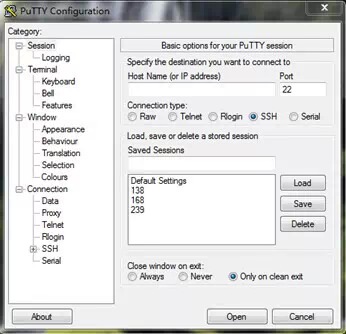 PuTTY Configuration
Category:
Session
Logging
Terminal
Keyboard
Bell
Features
Window
Appearance
Behaviour
Translation
Selection
Colours
Connection
Data
Proxy
Telnet
Rlogin
SSH
Serial
Basic options for your PuTTY session
Specify the destination you want to connect to
Host Name (or IP address) Port
22
Connection type:
Raw Telnet Rlogin SSH Serial
Load, save or delete a stored session
Saved Sessions
Default Settings
138
168
239
Load
Save
Delete
Close window on exit:
Always Never Only on clean exit
About Open Cancel